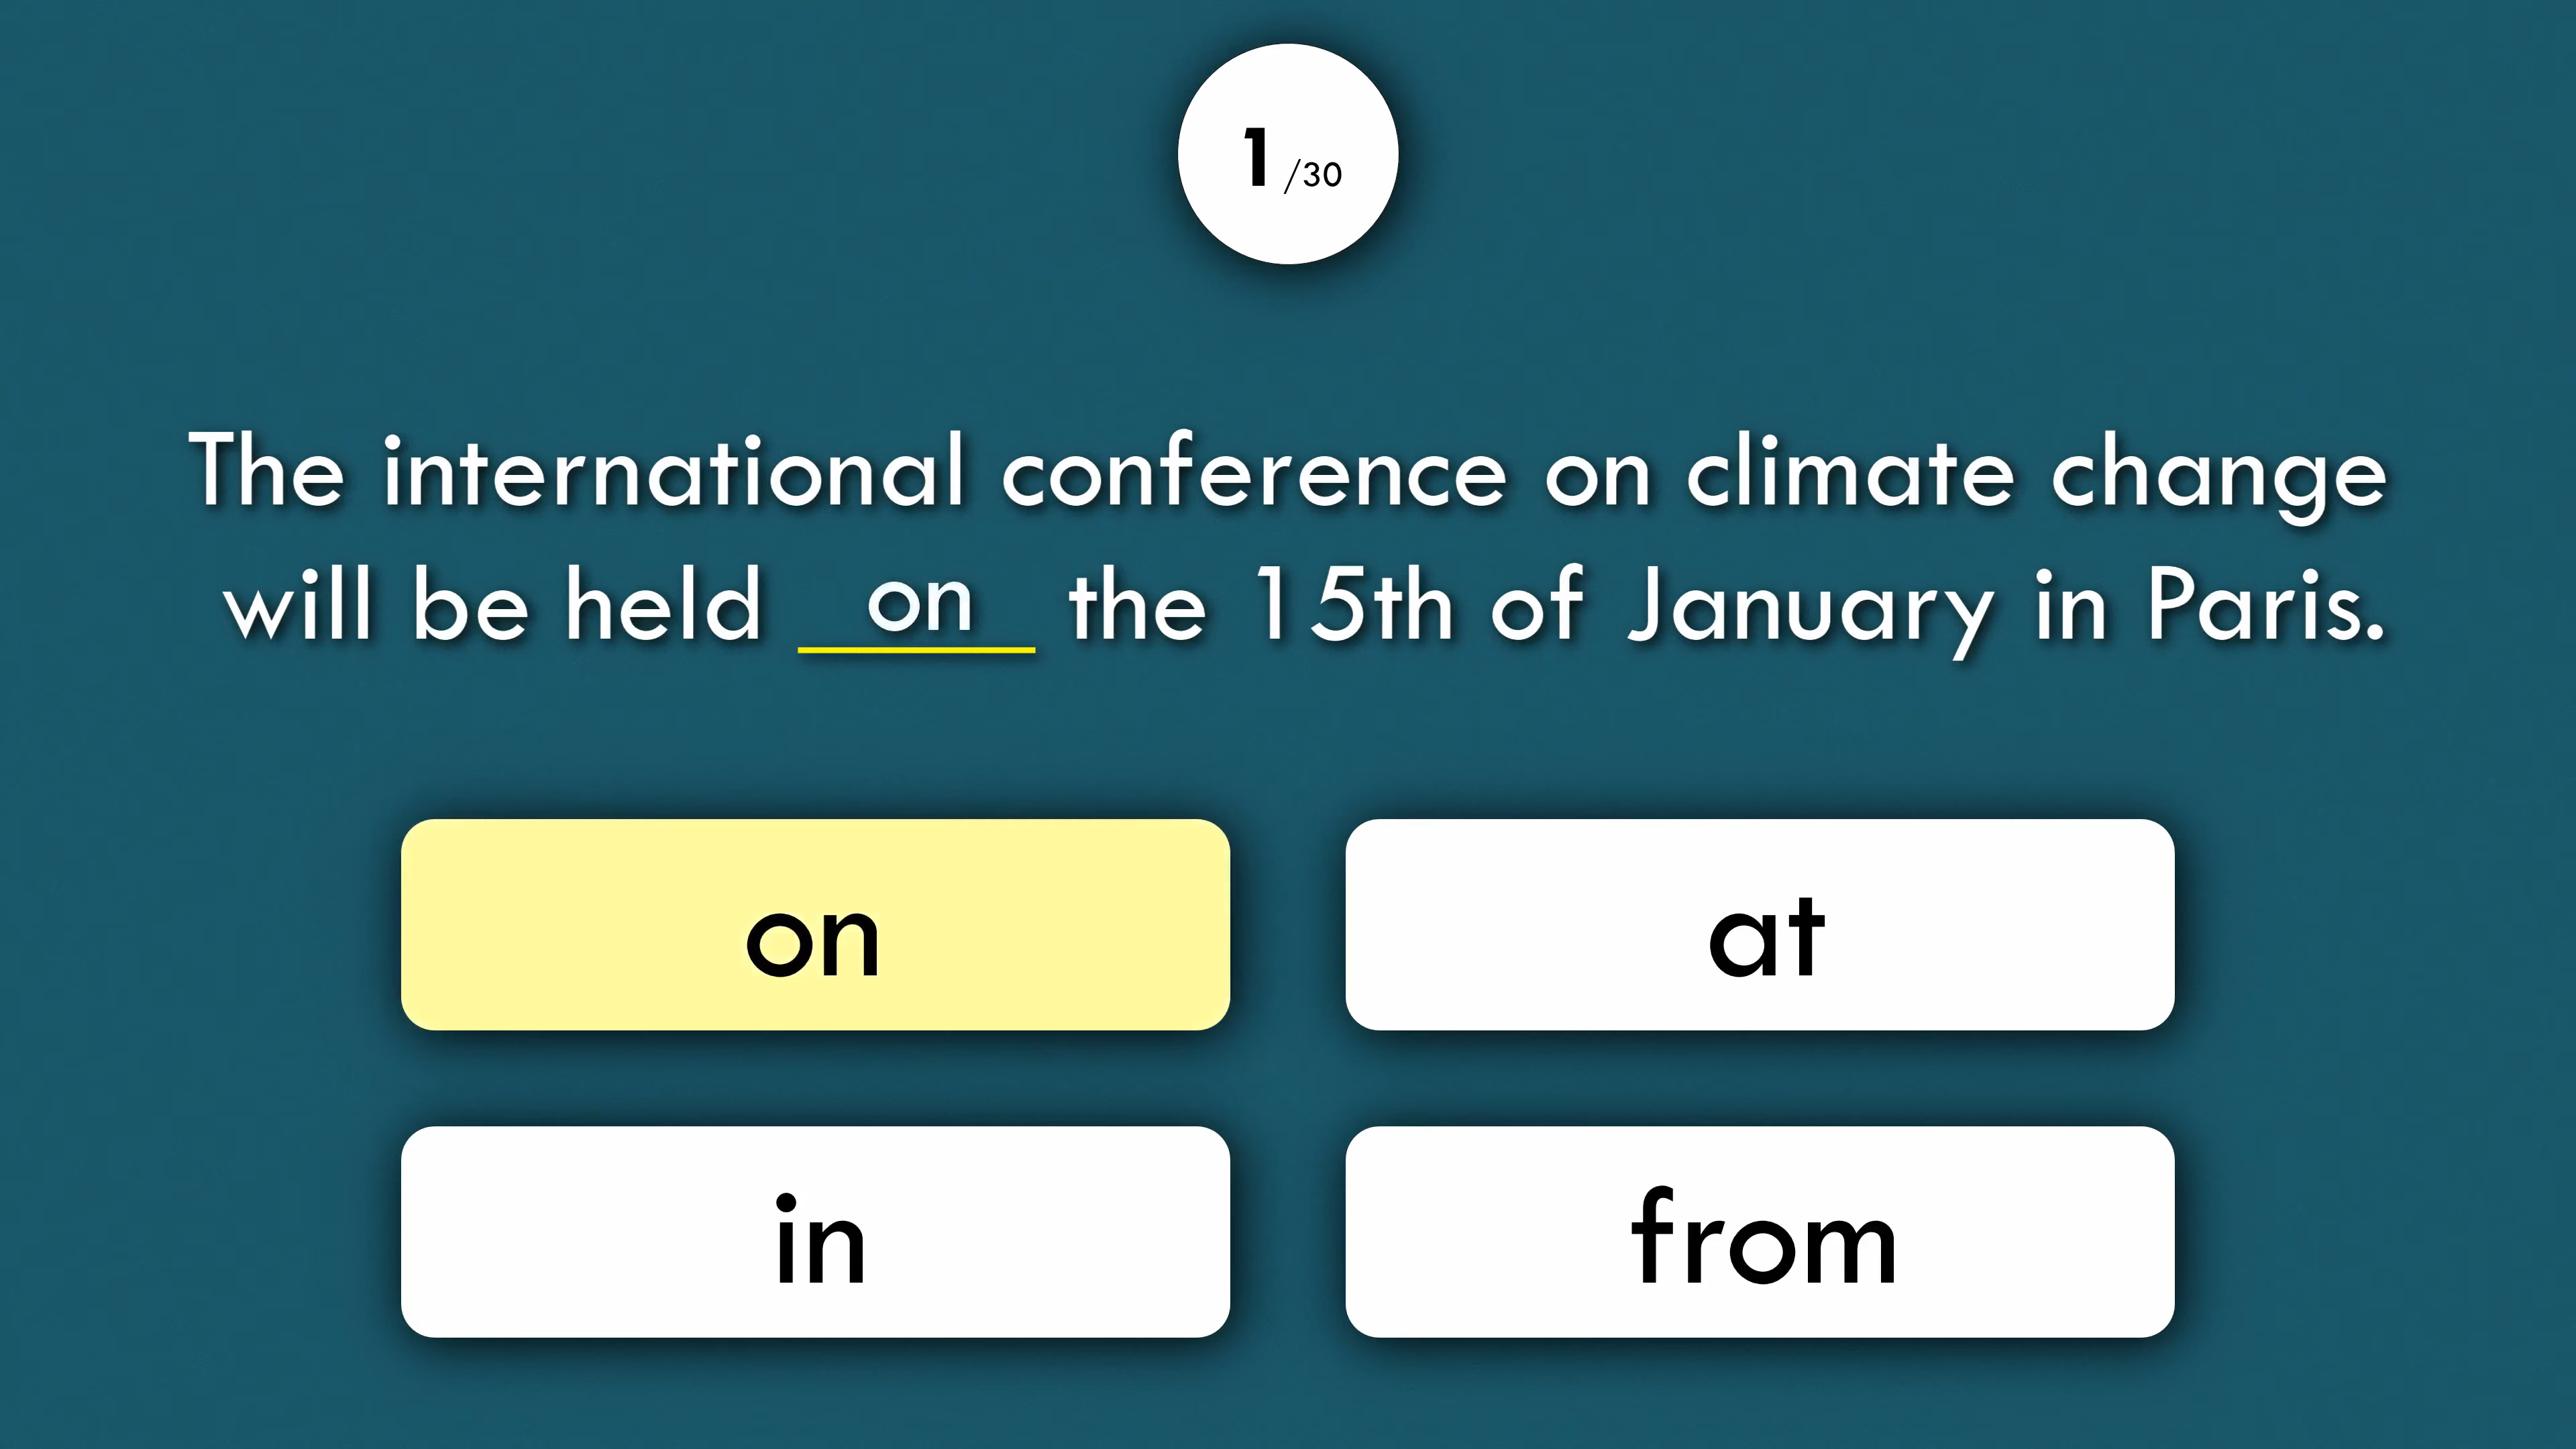 1 /30
The international conference on climate change
will be held on the 15th of January in Paris.
on
at
in
from